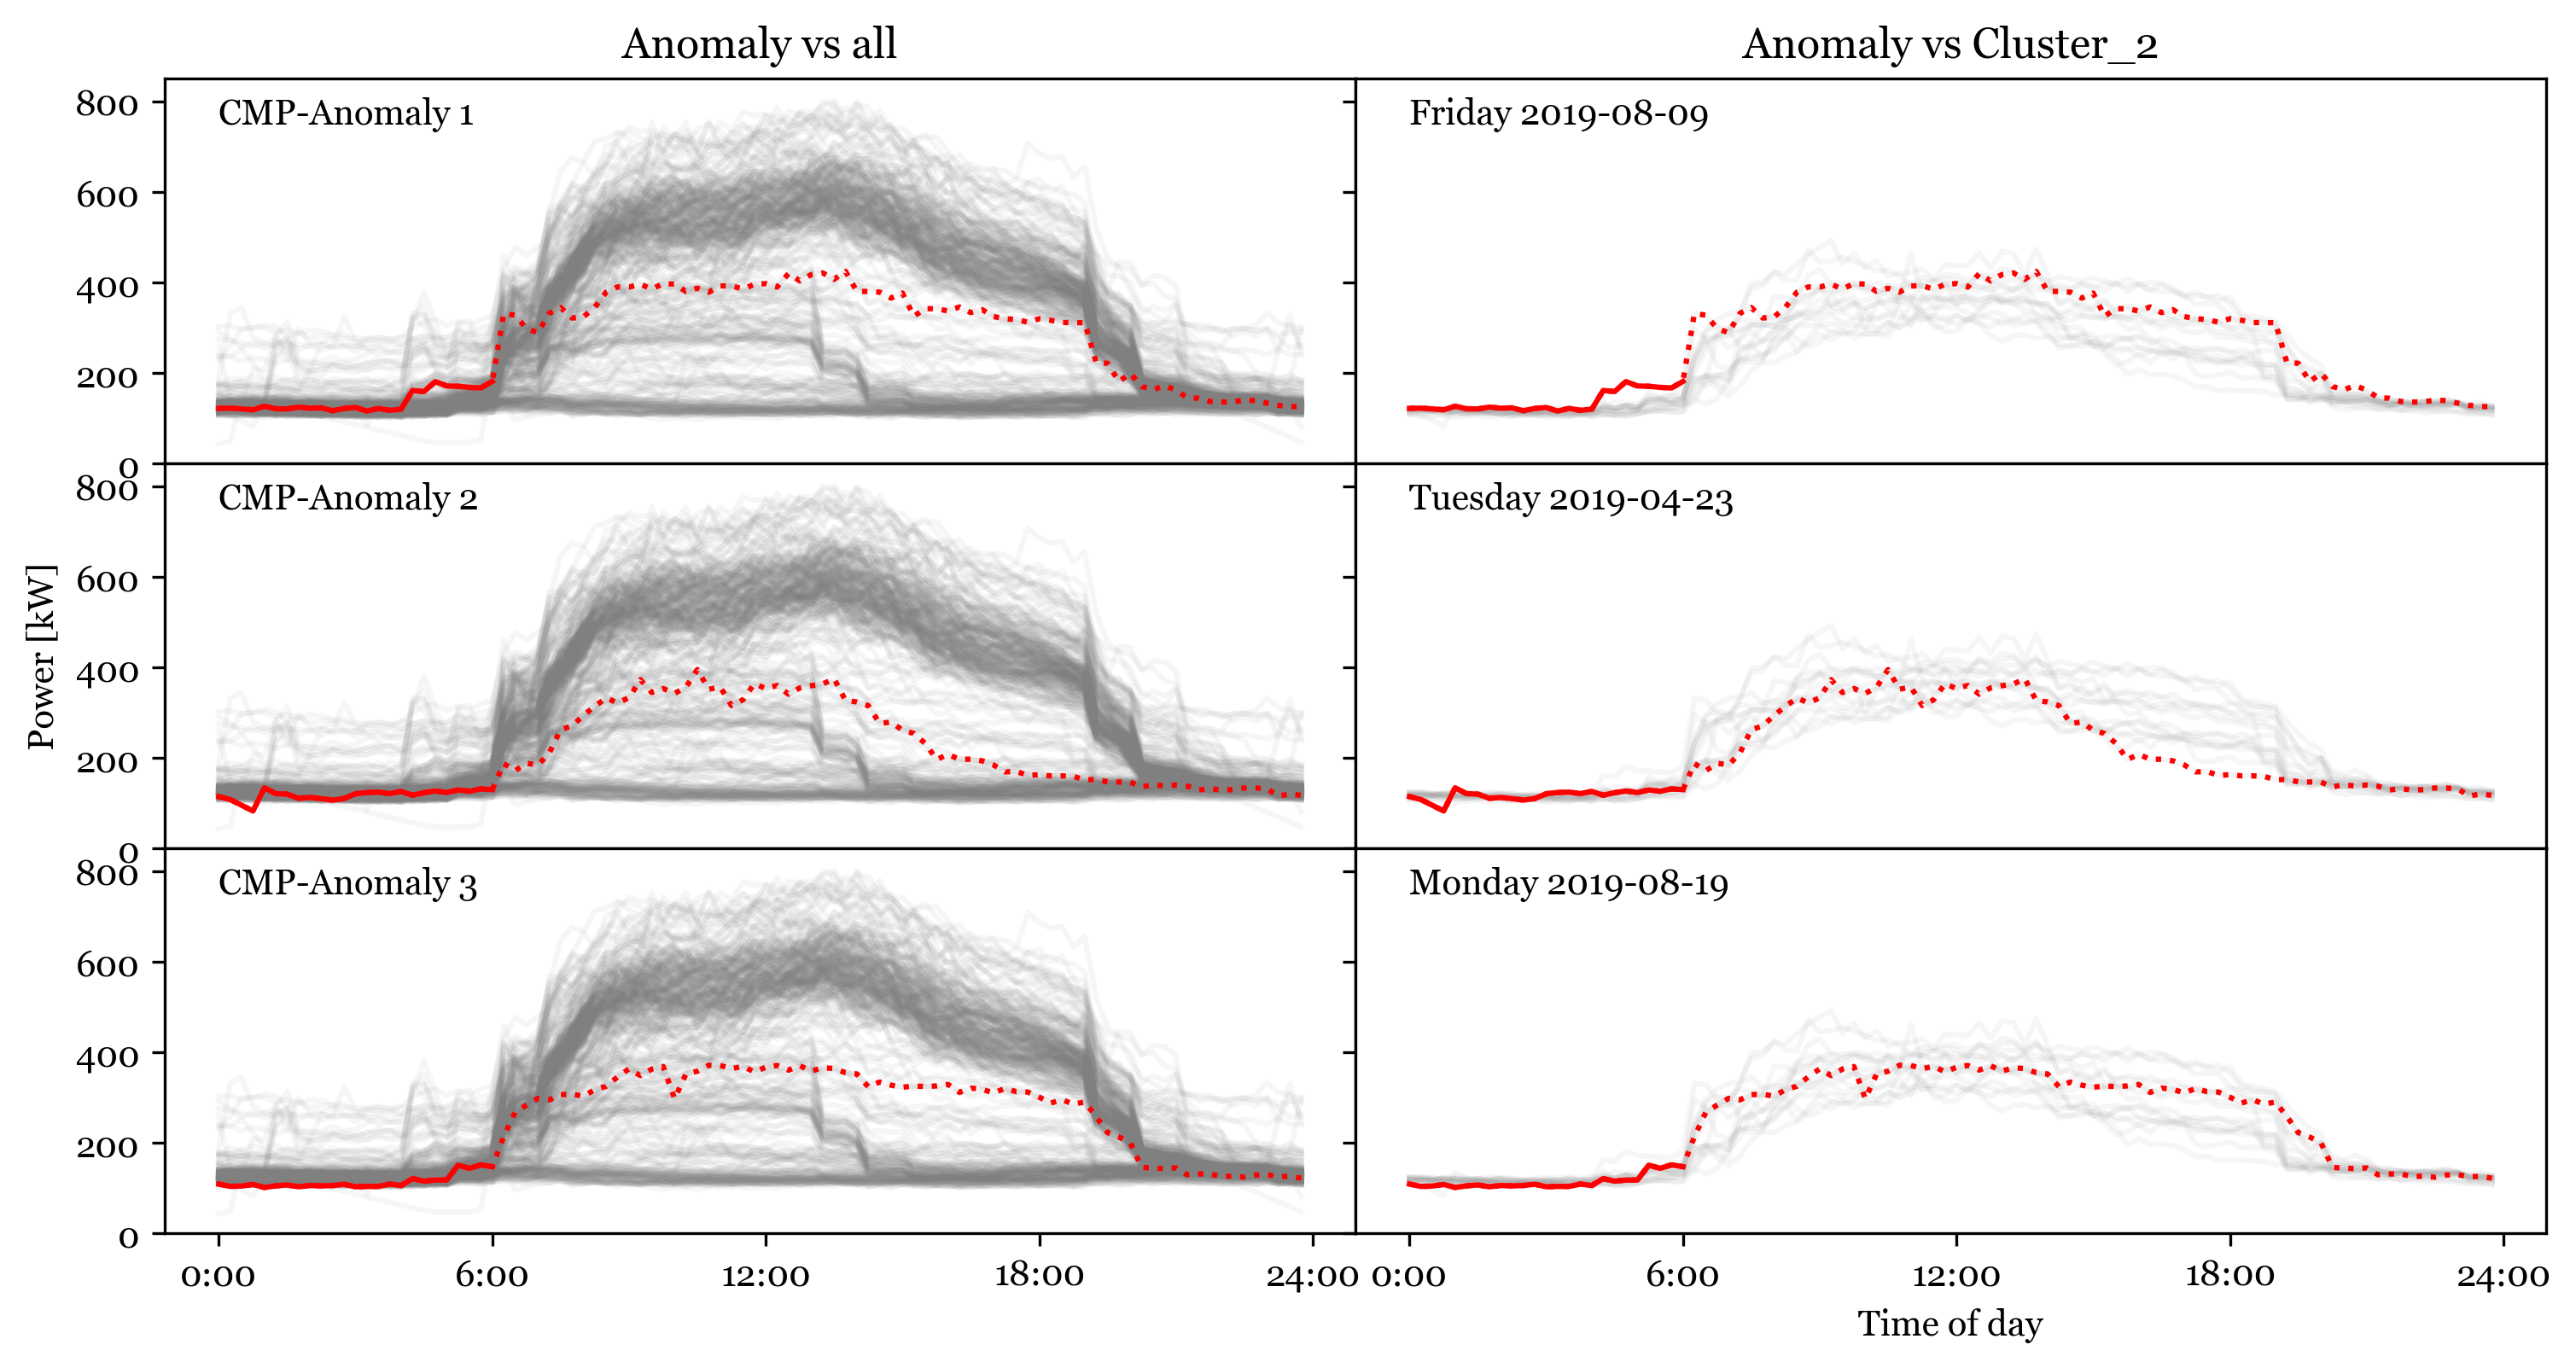 Anomaly vs all
Anomaly vs Cluster_2
800
600
400
200
0
CMP-Anomaly 1
Friday 2019-08-09
800
600
400
200
0
CMP-Anomaly 2
Tuesday 2019-04-23
Power [kW]
800
600
400
200
0
CMP-Anomaly 3
Monday 2019-08-19
0:00 6:00 12:00 18:00 24:00
0:00 6:00 12:00 18:00 24:00
Time of day